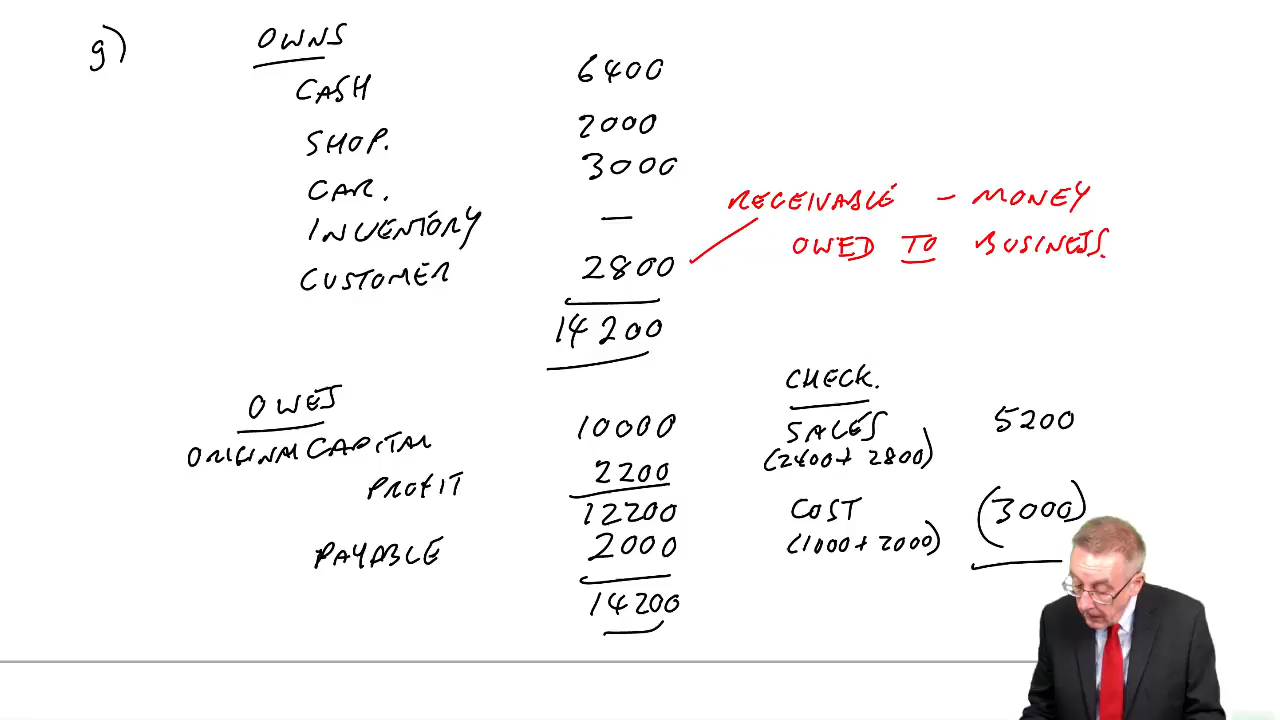 g)
OWNS
CASH 6400
SHOP. 2000
CAR. 3000
INVENTORY —
CUSTOMER 2800
14200
RECEIVABLE - MONEY
OWED TO BUSINESS.
OWES
ORIGINAL CAPITAL 10000
PROFIT 2200
12200
PAYABLE 2000
14200
CHECK.
SALES 5200
(2400+2800)
COST (3000)
(1000+2000)